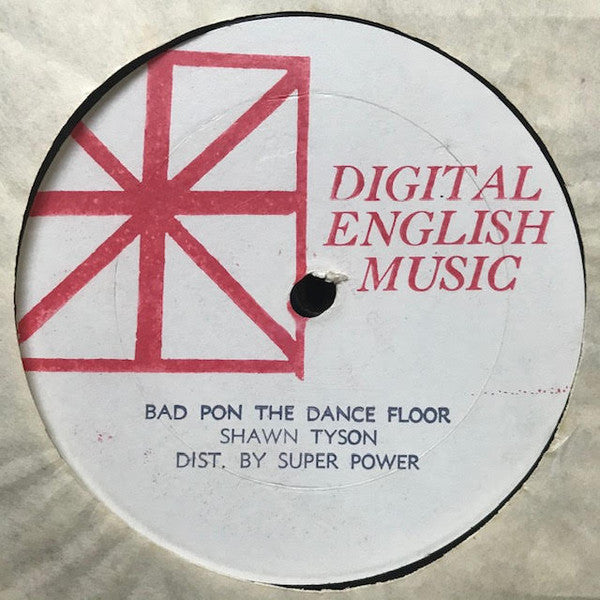 DIGITAL
ENGLISH
MUSIC
BAD PON THE DANCE FLOOR
SHAWN TYSON
DIST. BY SUPER POWER